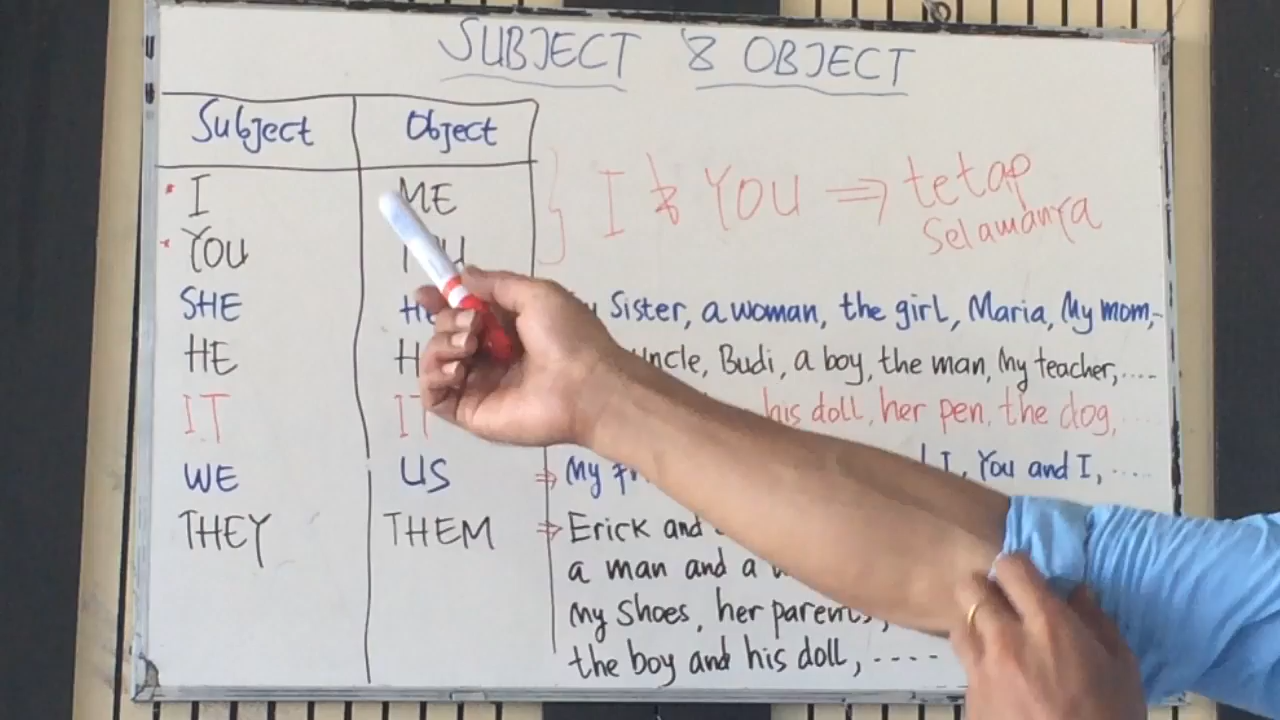 SUBJECT & OBJECT
Subject Object
I ME I & YOU ⇒ tetap
Selamanya
YOU
SHE Sister, a woman, the girl, Maria, My mom,-
HE Uncle, Budi, a boy, the man, My teacher,....
IT IT his doll, her pen, the dog, ...
WE US ⇒ My I, You and I, .....
THEY THEM ⇒ Erick and
a man and a
My Shoes, her parents,
the boy and his doll, ----